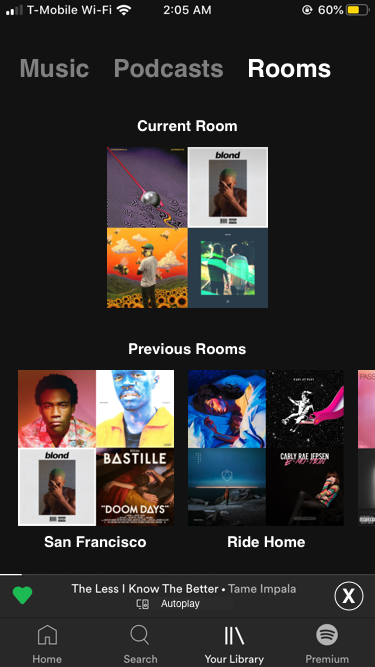 T-Mobile Wi-Fi 2:05 AM 60%
Music Podcasts Rooms
Current Room
blond
Previous Rooms
blond
BASTILLE
"DOOM DAYS"
CARLY RAE JEPSEN
E•MO•TION
San Francisco
Ride Home
The Less I Know The Better • Tame Impala
Autoplay
X
Home Search Your Library Premium